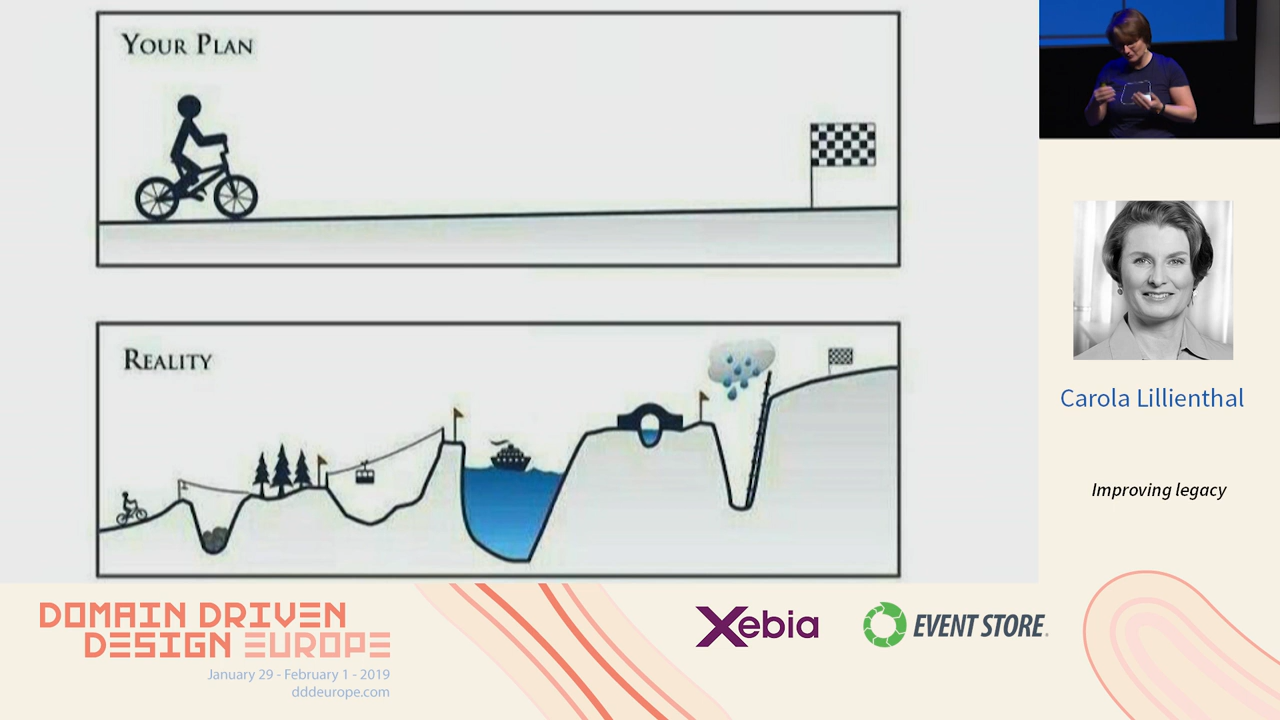 YOUR PLAN
REALITY
Carola Lillienthal
Improving legacy
DOMAIN DRIVEN
DESIGN EUROPE
January 29 - February 1 - 2019
dddeurope.com
Xebia
EVENT STORE.